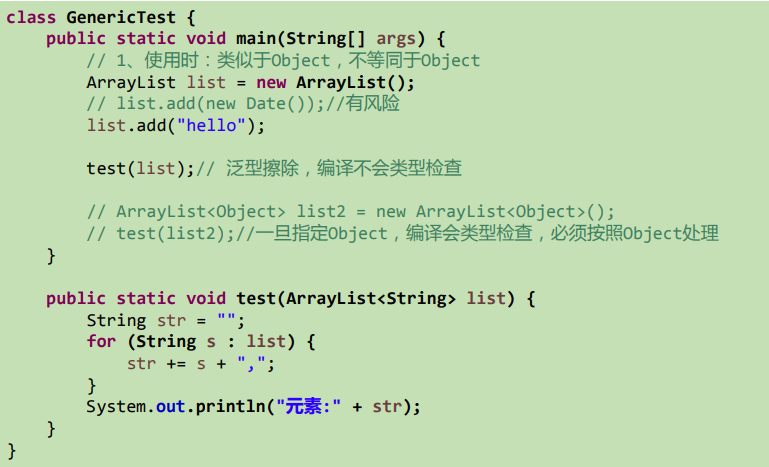 class GenericTest {
    public static void main(String[] args) {
        // 1、使用时：类似于Object，不等同于Object
        ArrayList list = new ArrayList();
        // list.add(new Date());//有风险
        list.add("hello");

        test(list);// 泛型擦除，编译不会类型检查

        // ArrayList<Object> list2 = new ArrayList<Object>();
        // test(list2);//一旦指定Object，编译会类型检查，必须按照Object处理
    }

    public static void test(ArrayList<String> list) {
        String str = "";
        for (String s : list) {
            str += s + ",";
        }
        System.out.println("元素:" + str);
    }
}